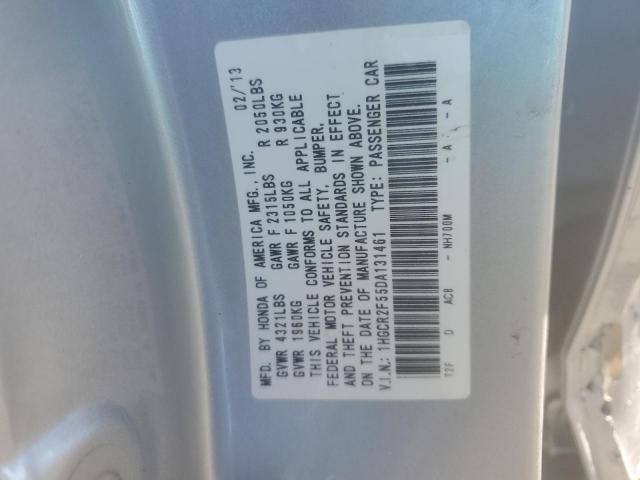 MFD. BY HONDA OF AMERICA MFG., INC. 02/'13
GVWR 4321LBS GAWR F 2315LBS R 2050LBS
GVWR 1960KG GAWR F 1050KG R 930KG
THIS VEHICLE CONFORMS TO ALL APPLICABLE
FEDERAL MOTOR VEHICLE SAFETY, BUMPER,
AND THEFT PREVENTION STANDARDS IN EFFECT
ON THE DATE OF MANUFACTURE SHOWN ABOVE.
V.I.N.: 1HGCR2F55DA131461 TYPE: PASSENGER CAR
T2F D AC8 - NH700M - A - A